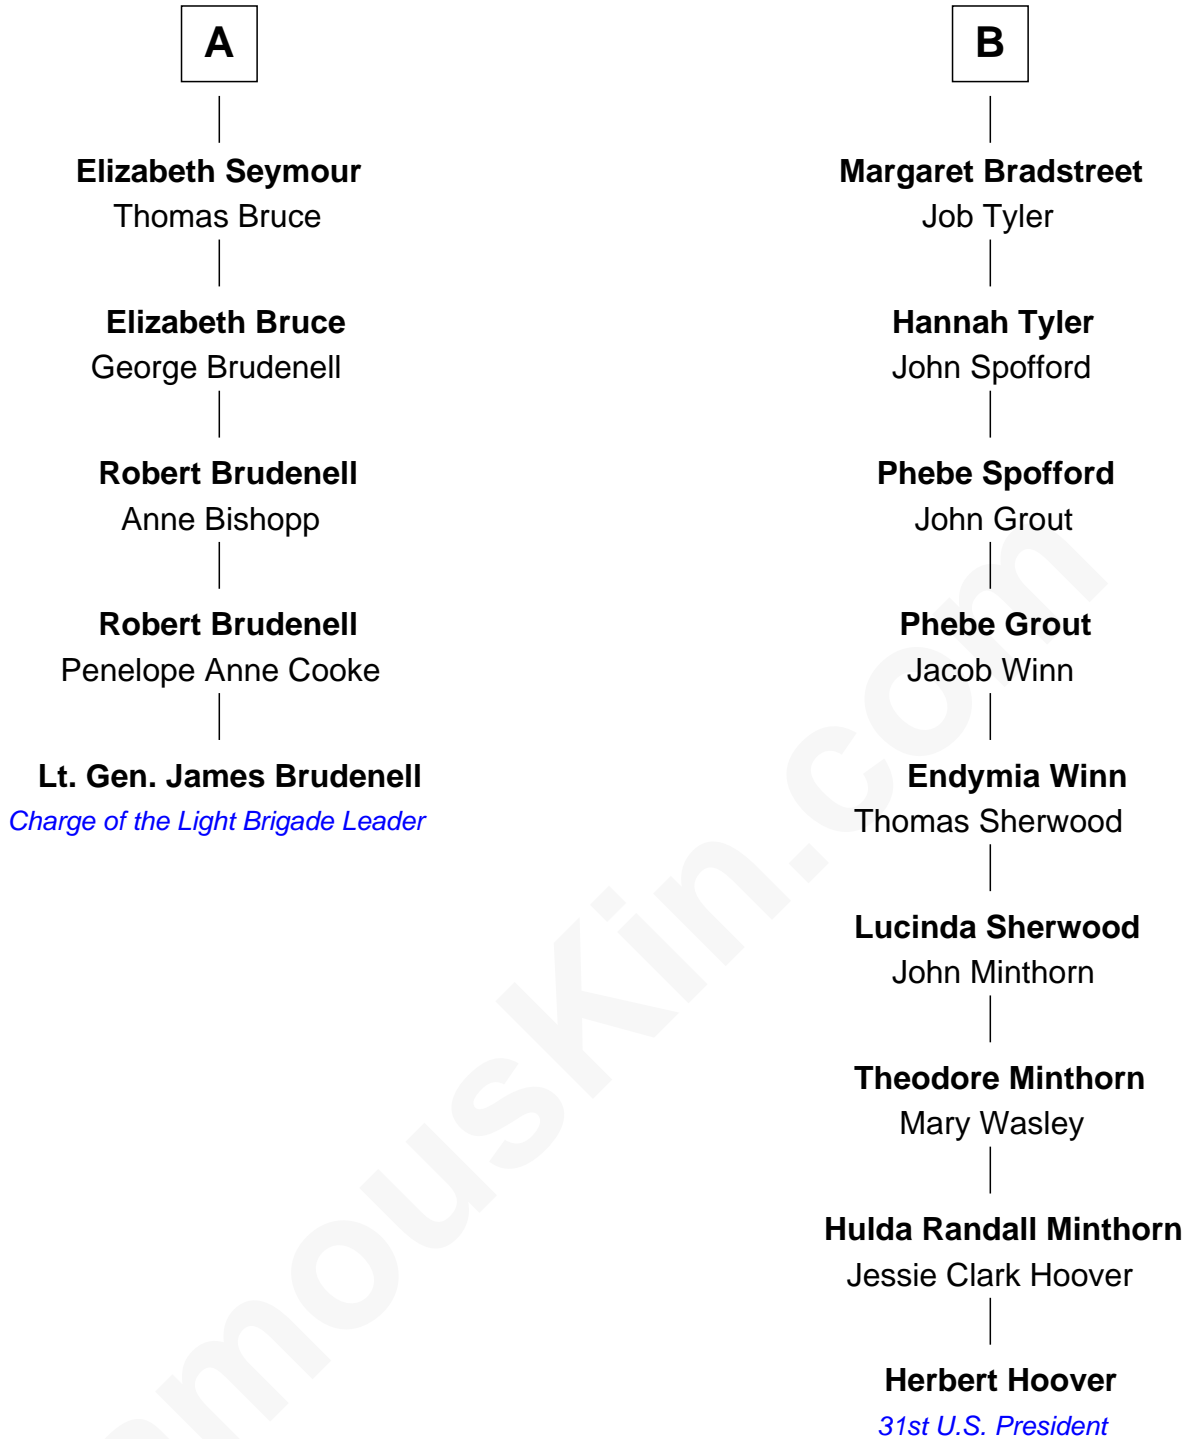 A
Elizabeth Seymour
Thomas Bruce
Elizabeth Bruce
George Brudenell
Robert Brudenell
Anne Bishopp
Robert Brudenell
Penelope Anne Cooke
Lt. Gen. James Brudenell
Charge of the Light Brigade Leader
B
Margaret Bradstreet
Job Tyler
Hannah Tyler
John Spofford
Phebe Spofford
John Grout
Phebe Grout
Jacob Winn
Endymia Winn
Thomas Sherwood
Lucinda Sherwood
John Minthorn
Theodore Minthorn
Mary Wasley
Hulda Randall Minthorn
Jessie Clark Hoover
Herbert Hoover
31st U.S. President
amousKin.com